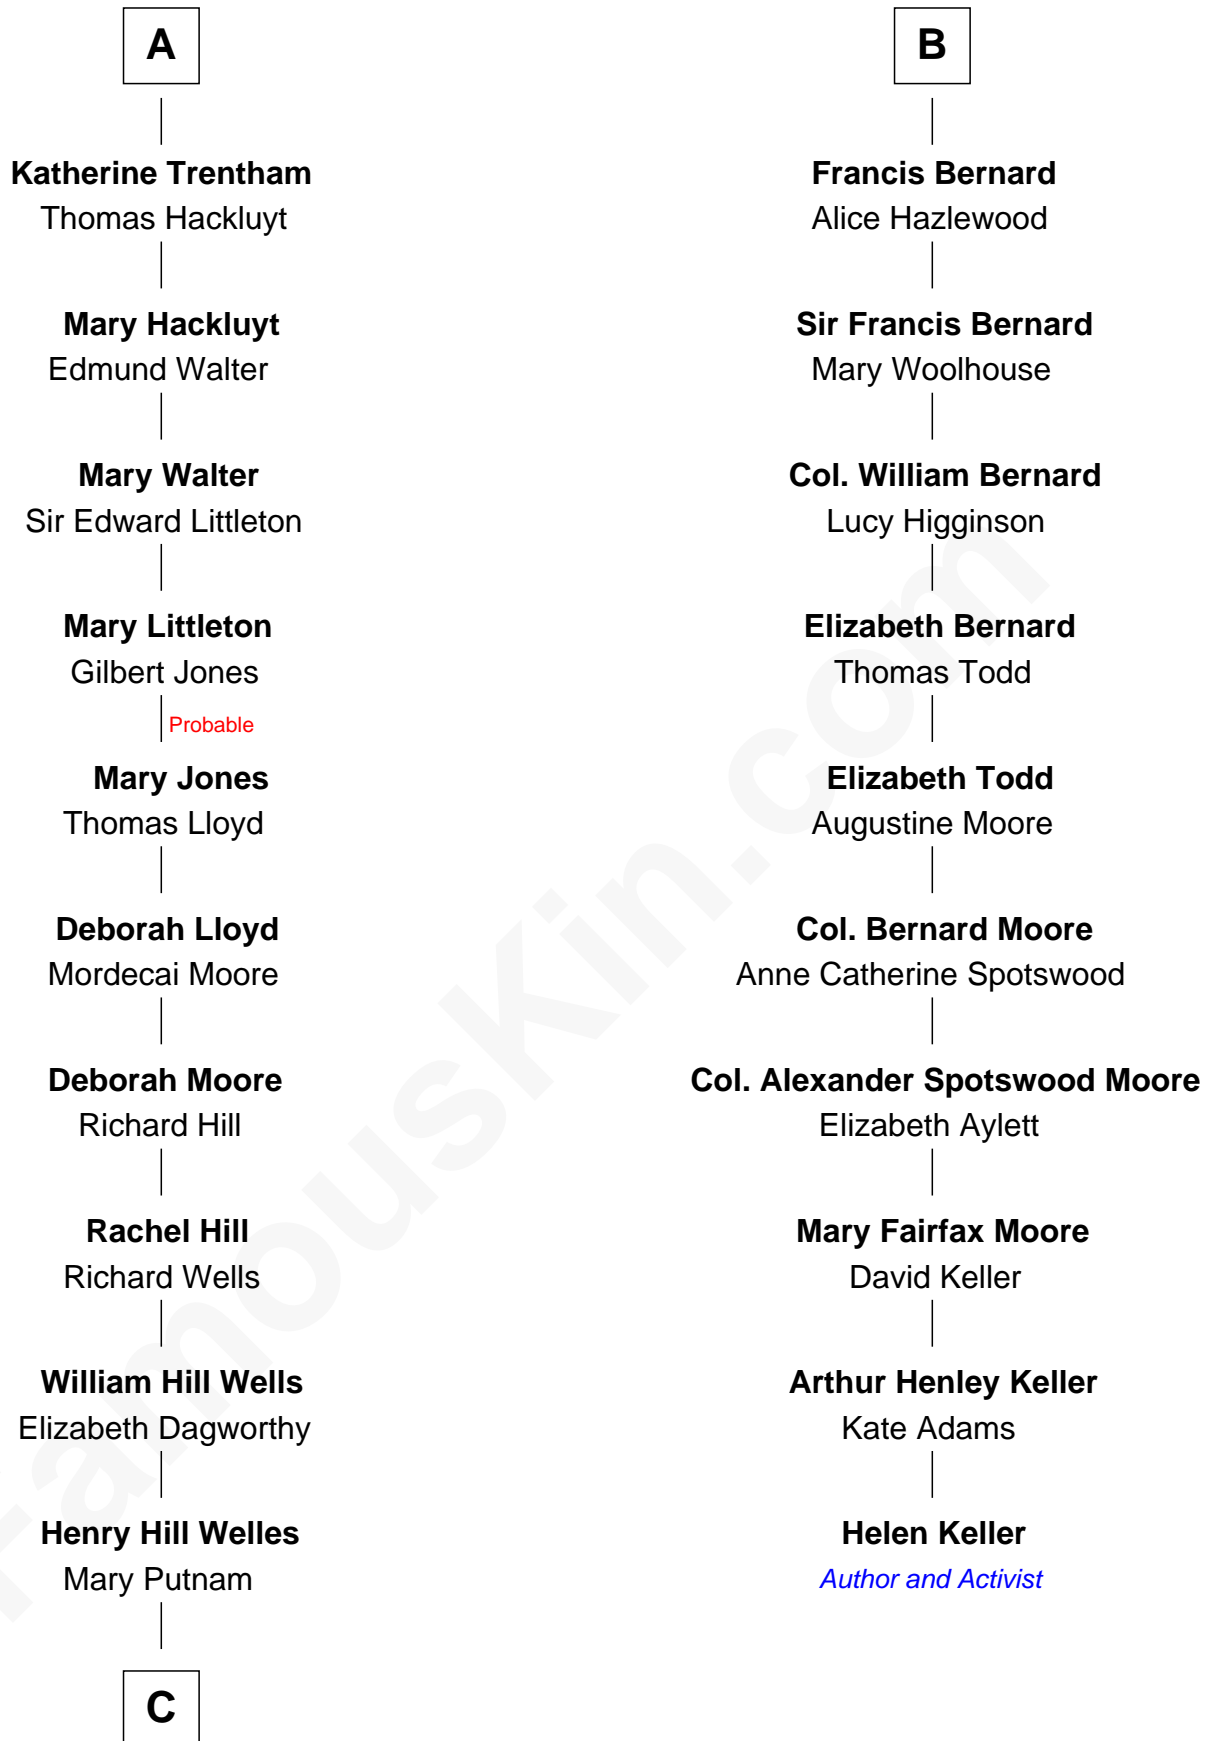 A
Katherine Trentham
Thomas Hackluyt
Mary Hackluyt
Edmund Walter
Mary Walter
Sir Edward Littleton
Mary Littleton
Gilbert Jones
Probable
Mary Jones
Thomas Lloyd
Deborah Lloyd
Mordecai Moore
Deborah Moore
Richard Hill
Rachel Hill
Richard Wells
William Hill Wells
Elizabeth Dagworthy
Henry Hill Welles
Mary Putnam
C
B
Francis Bernard
Alice Hazlewood
Sir Francis Bernard
Mary Woolhouse
Col. William Bernard
Lucy Higginson
Elizabeth Bernard
Thomas Todd
Elizabeth Todd
Augustine Moore
Col. Bernard Moore
Anne Catherine Spotswood
Col. Alexander Spotswood Moore
Elizabeth Aylett
Mary Fairfax Moore
David Keller
Arthur Henley Keller
Kate Adams
Helen Keller
Author and Activist
FamousKin.com